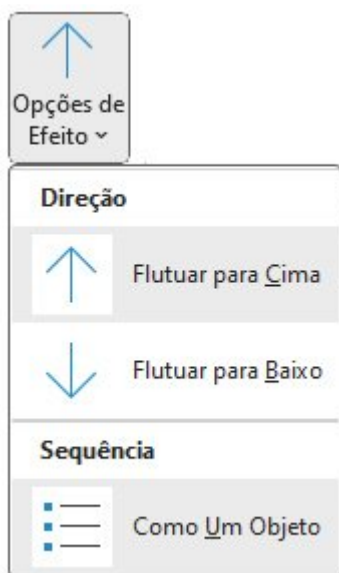 Opções de
Efeito
Direção
Flutuar para Cima
Flutuar para Baixo
Sequência
Como Um Objeto